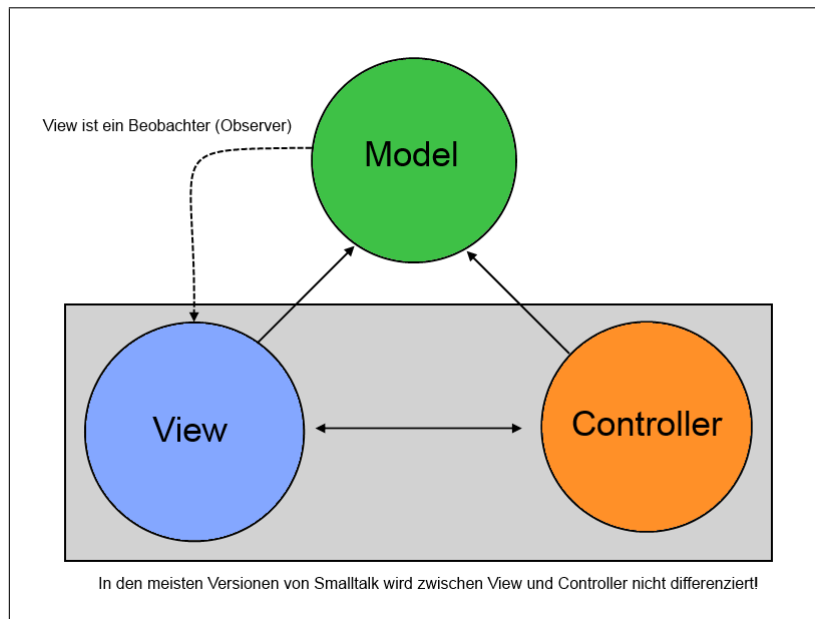 View ist ein Beobachter (Observer)
Model
View
Controller
In den meisten Versionen von Smalltalk wird zwischen View und Controller nicht differenziert!